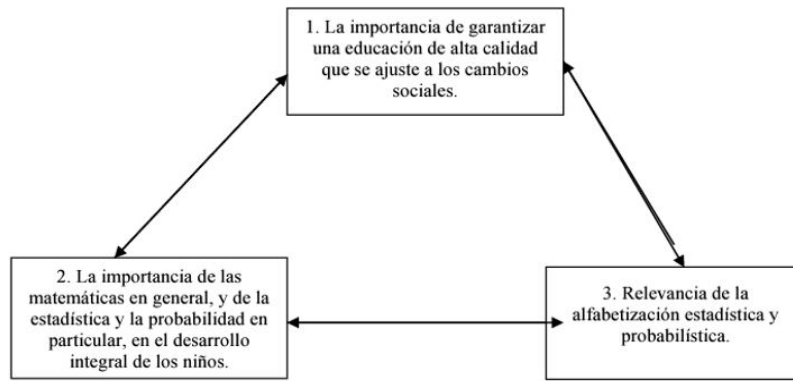 1. La importancia de garantizar
una educación de alta calidad
que se ajuste a los cambios
sociales.
2. La importancia de las
matemáticas en general, y de la
estadística y la probabilidad en
particular, en el desarrollo
integral de los niños.
3. Relevancia de la
alfabetización estadística y
probabilística.